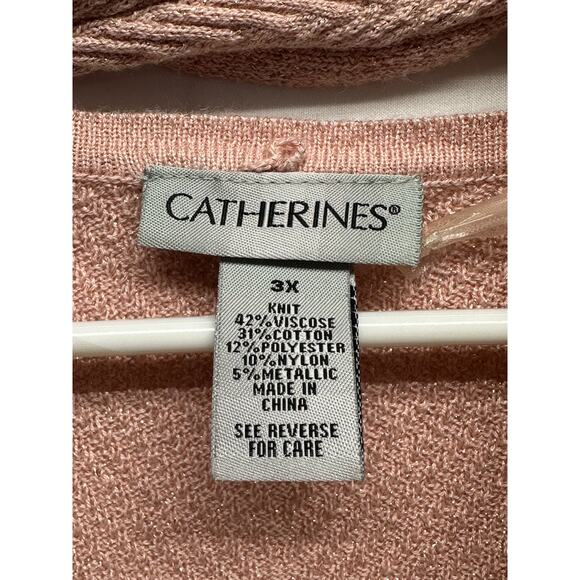 CATHERINES®
3X
KNIT
42%VISCOSE
31%COTTON
12%POLYESTER
10%NYLON
5%METALLIC
MADE IN
CHINA
SEE REVERSE
FOR CARE